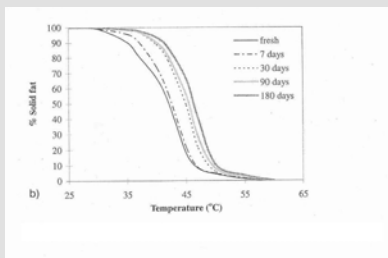 100
90
80
70
60
50
40
30
20
10
0
% Solid fat
fresh
7 days
30 days
90 days
180 days
b)
25 35 45 55 65
Temperature (°C)